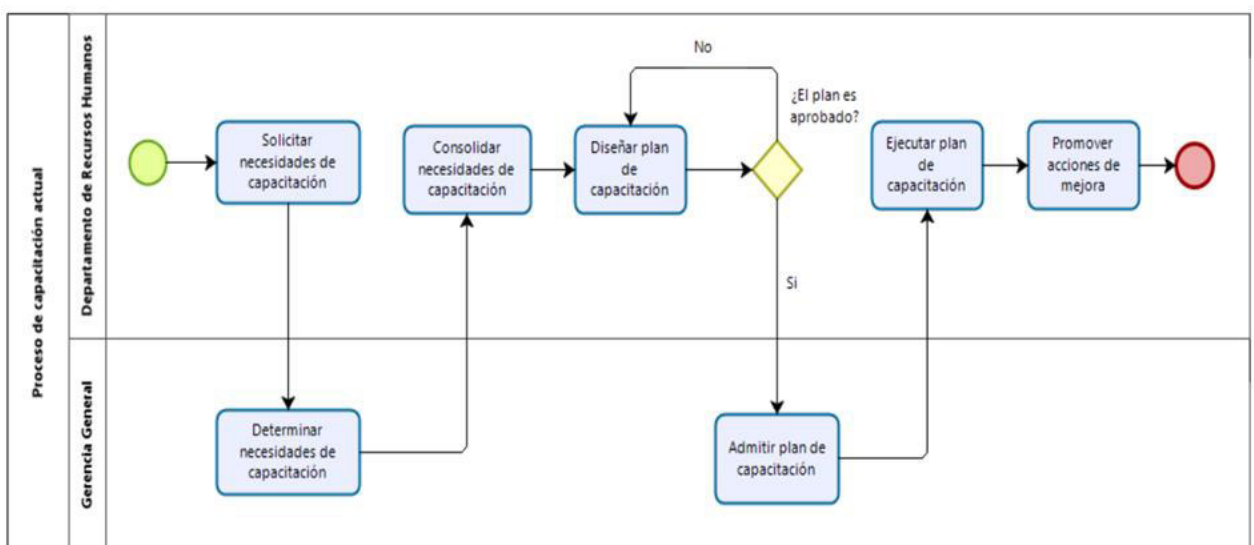 Proceso de capacitación actual
Departamento de Recursos Humanos
Solicitar
necesidades de
capacitación
Consolidar
necesidades de
capacitación
Diseñar plan
de
capacitación
No
¿El plan es
aprobado?
Si
Ejecutar plan
de
capacitación
Promover
acciones de
mejora
Gerencia General
Determinar
necesidades de
capacitación
Admitir plan de
capacitación